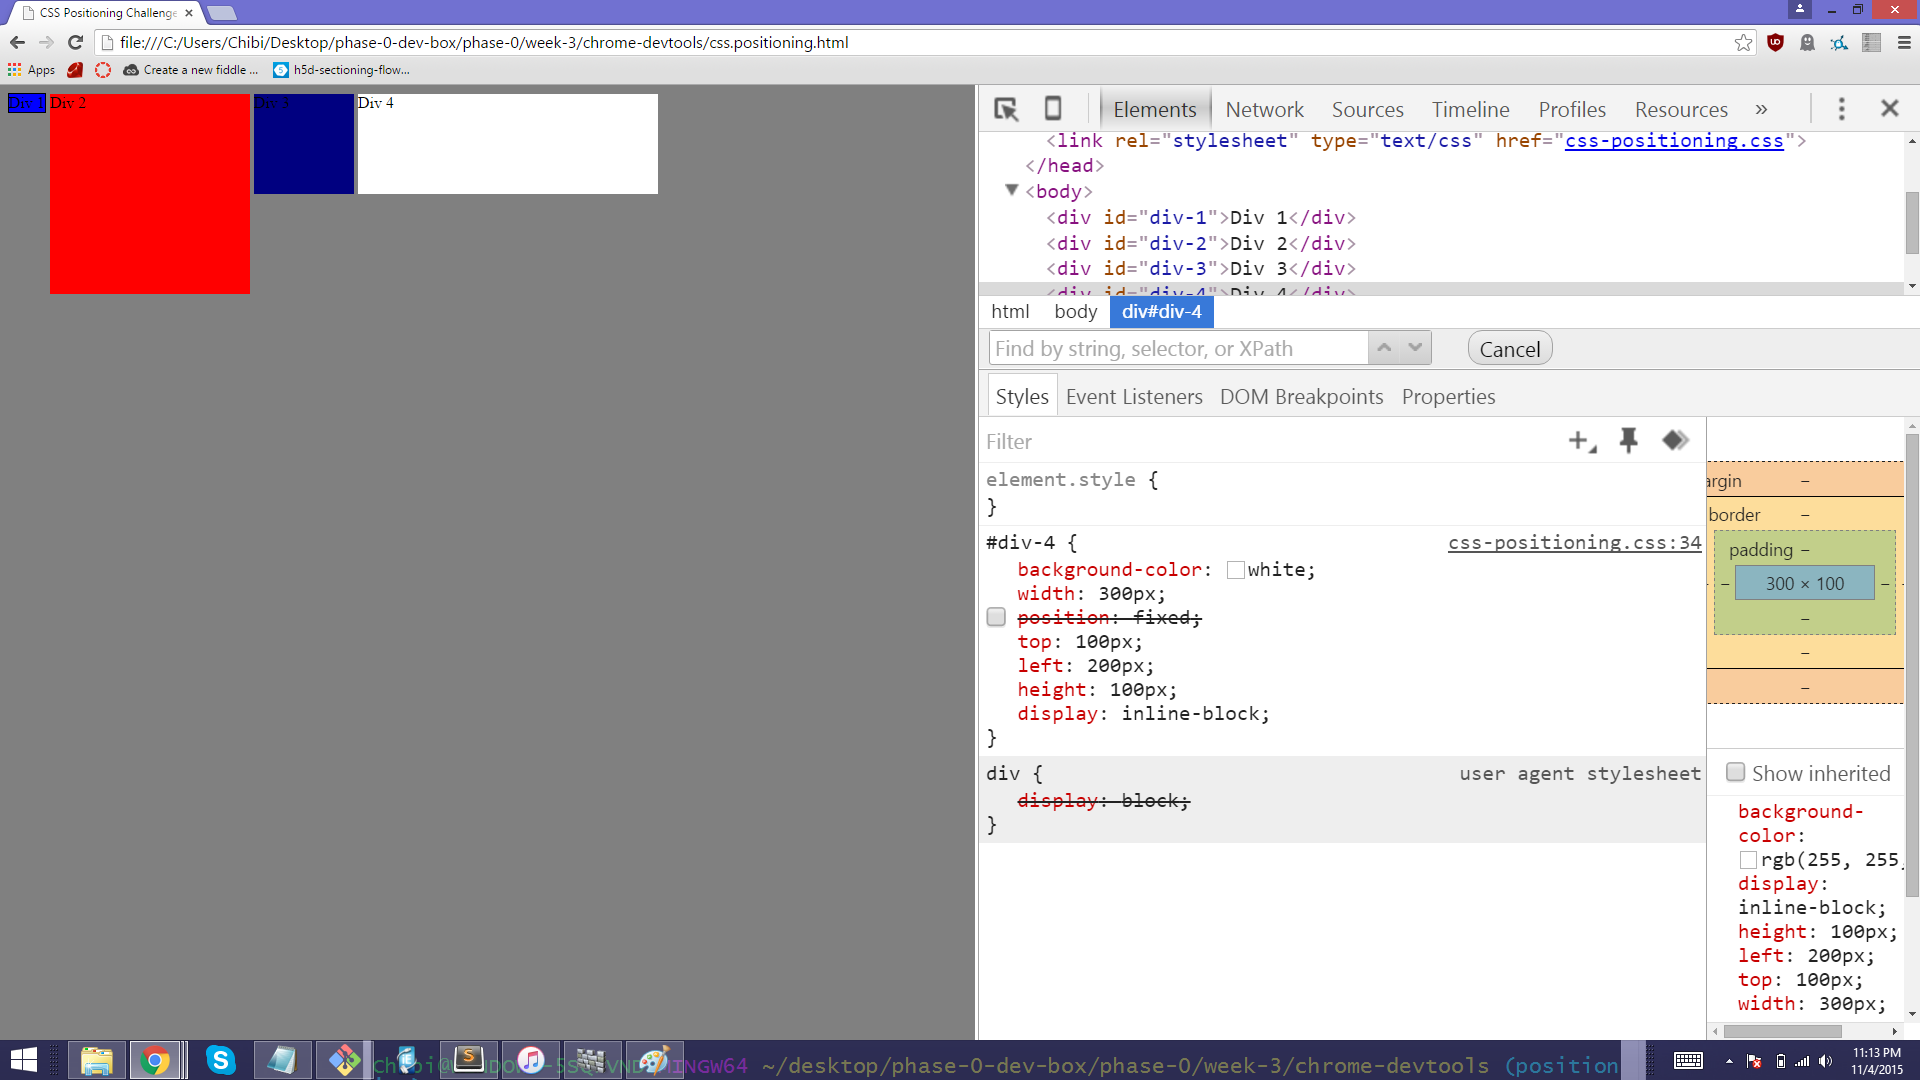 CSS Positioning Challenge
file:///C:/Users/Chibi/Desktop/phase-0-dev-box/phase-0/week-3/chrome-devtools/css.positioning.html
Apps Create a new fiddle ... h5d-sectioning-flow...
Div 1 Div 2 Div 3 Div 4
Elements Network Sources Timeline Profiles Resources »
<link rel="stylesheet" type="text/css" href="css-positioning.css">
</head>
<body>
<div id="div-1">Div 1</div>
<div id="div-2">Div 2</div>
<div id="div-3">Div 3</div>
<div id="div-4">Div 4</div>
html body div#div-4
Find by string, selector, or XPath Cancel
Styles Event Listeners DOM Breakpoints Properties
Filter
element.style {
}
#div-4 { css-positioning.css:34
background-color: white;
width: 300px;
position: fixed;
top: 100px;
left: 200px;
height: 100px;
display: inline-block;
}
div { user agent stylesheet
display: block;
}
argin –
border –
padding –
– 300 × 100 –
–
–
–
Show inherited
background-
color:
rgb(255, 255,
display:
inline-block;
height: 100px;
left: 200px;
top: 100px;
width: 300px;
MINGW64 ~/desktop/phase-0-dev-box/phase-0/week-3/chrome-devtools (position
11:13 PM
11/4/2015